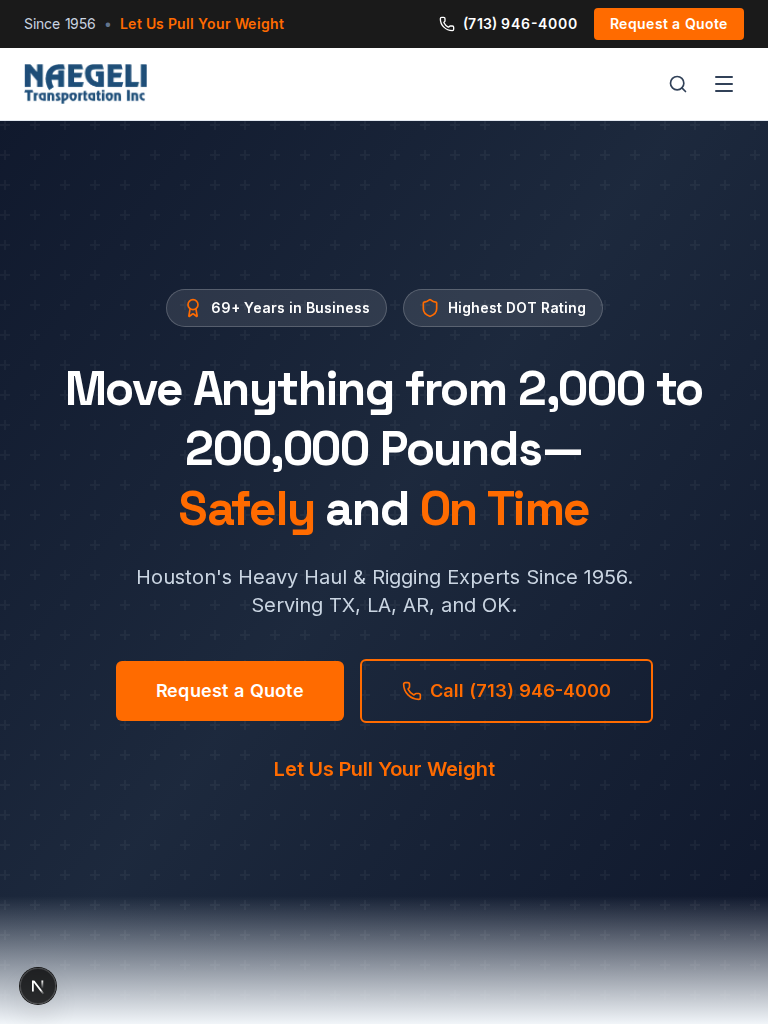 Since 1956 • Let Us Pull Your Weight
(713) 946-4000
Request a Quote
NAEGELI
Transportation Inc
69+ Years in Business
Highest DOT Rating
Move Anything from 2,000 to
200,000 Pounds—
Safely and On Time
Houston's Heavy Haul & Rigging Experts Since 1956.
Serving TX, LA, AR, and OK.
Request a Quote
Call (713) 946-4000
Let Us Pull Your Weight
N